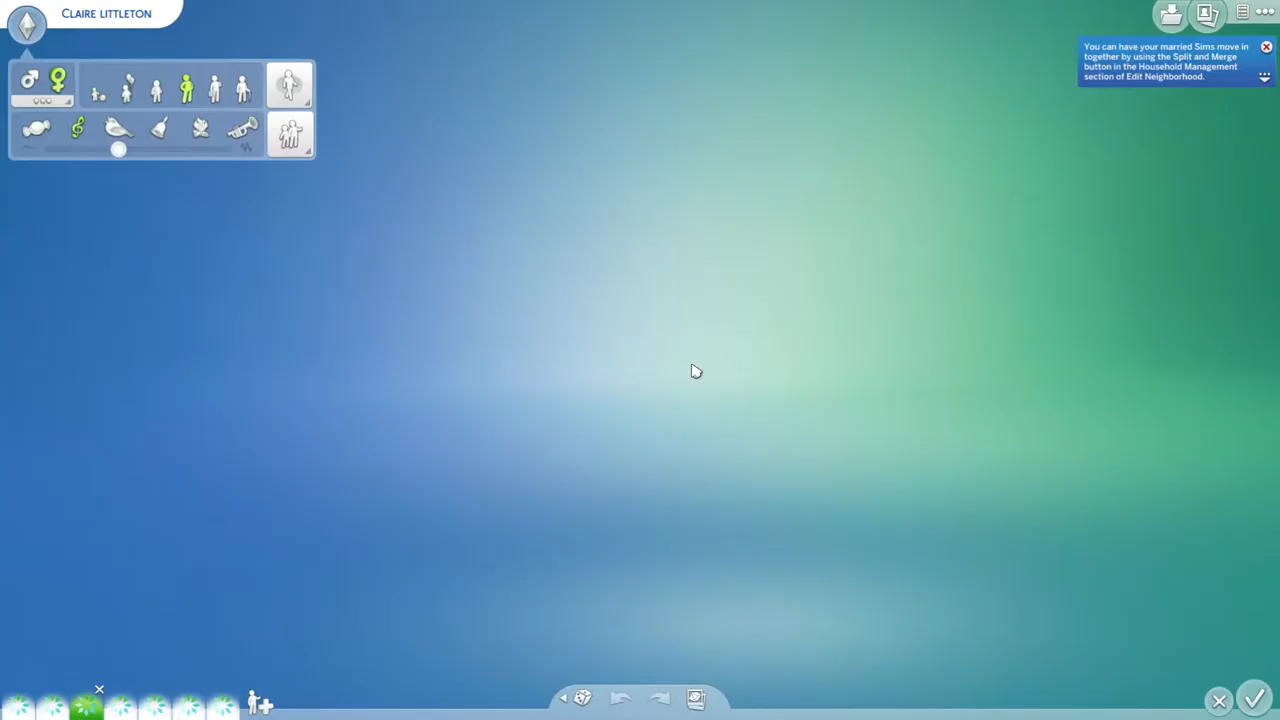 Claire Littleton
You can have your married Sims move in
together by using the Split and Merge
button in the Household Management
section of Edit Neighborhood.